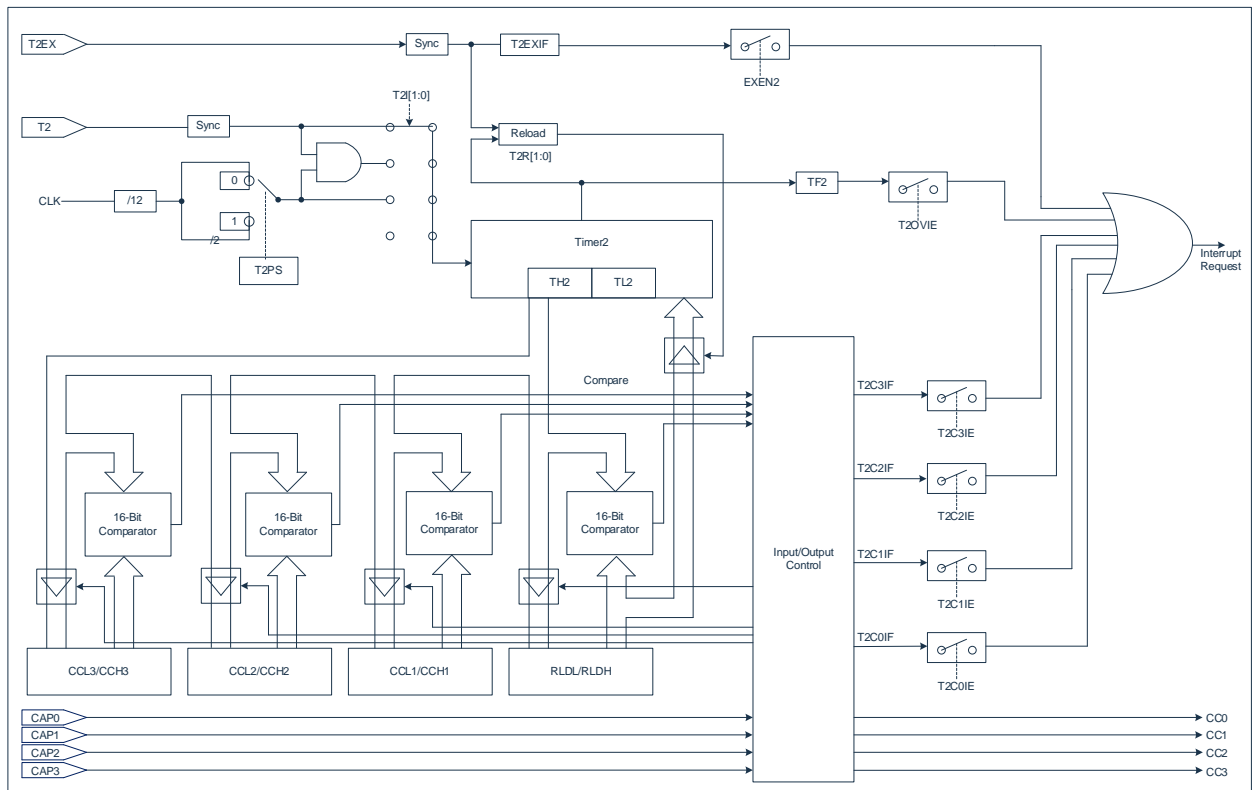 T2EX
Sync
T2EXIF
EXEN2
T2I[1:0]
T2
Sync
Reload
T2R[1:0]
CLK
/12
0
1
/2
T2PS
TF2
T2OVIE
Timer2
TH2
TL2
Interrupt
Request
Compare
T2C3IF
T2C3IE
T2C2IF
T2C2IE
T2C1IF
T2C1IE
T2C0IF
T2C0IE
16-Bit
Comparator
16-Bit
Comparator
16-Bit
Comparator
16-Bit
Comparator
Input/Output
Control
CCL3/CCH3
CCL2/CCH2
CCL1/CCH1
RLDL/RLDH
CAP0
CAP1
CAP2
CAP3
CC0
CC1
CC2
CC3